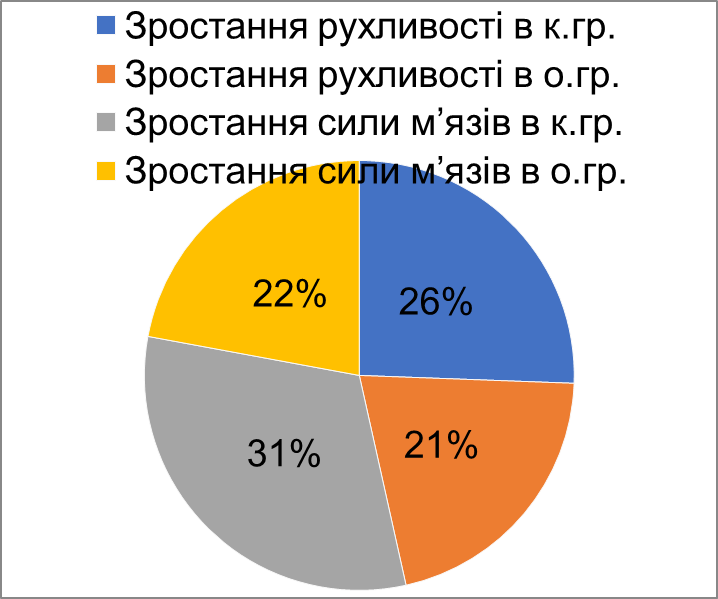 Зростання рухливості в к.гр.
Зростання рухливості в о.гр.
Зростання сили м’язів в к.гр.
Зростання сили м’язів в о.гр.
22%
26%
31%
21%